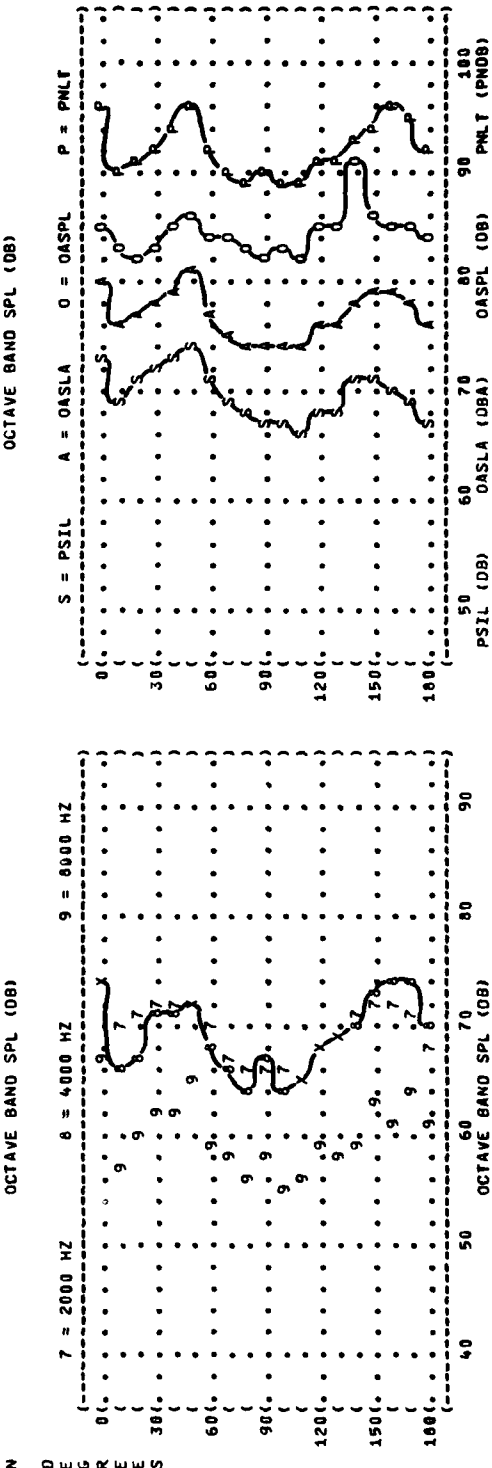 OCTAVE BAND SPL (DB)
OCTAVE BAND SPL (DB)
7 = 2000 HZ 8 = 4000 HZ 9 = 8000 HZ
S = PSIL A = OASLA O = OASPL P = PNLT
N
D
E
G
R
E
E
S
0(
30(
60(
90(
120(
150(
180(
40 50 60 70 80 90
OCTAVE BAND SPL (DB)
0(
30(
60(
90(
120(
150(
180(
50 60 70 80 90 100
PSIL (DB) OASLA (DBA) OASPL (DB) PNLT (PNDB)